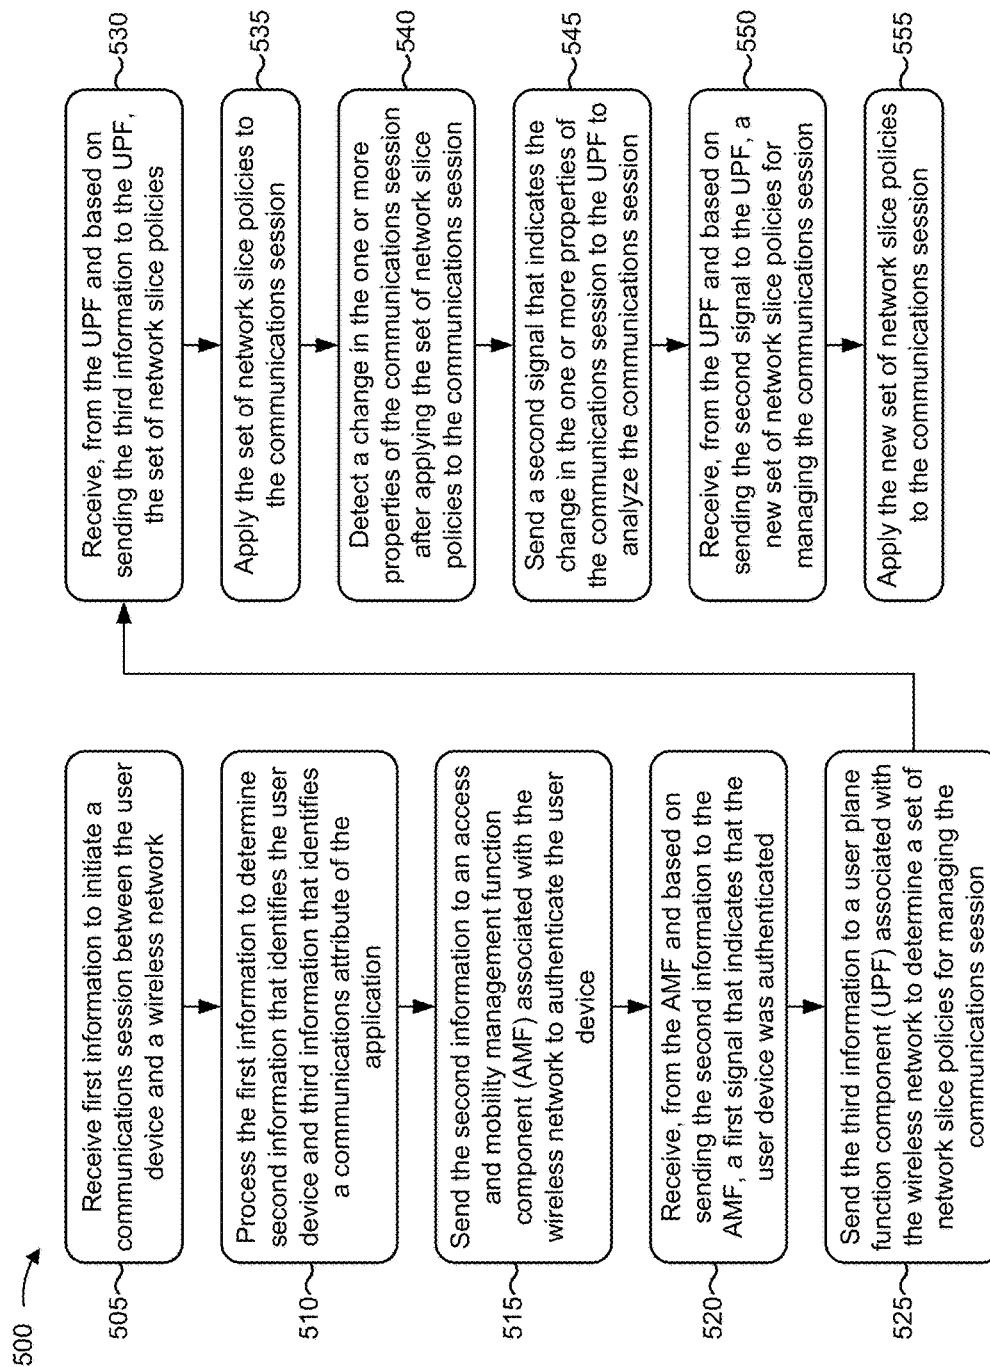 500
505
Receive first information to initiate a
communications session between the user
device and a wireless network
510
Process the first information to determine
second information that identifies the user
device and third information that identifies
a communications attribute of the
application
515
Send the second information to an access
and mobility management function
component (AMF) associated with the
wireless network to authenticate the user
device
520
Receive, from the AMF and based on
sending the second information to the
AMF, a first signal that indicates that the
user device was authenticated
525
Send the third information to a user plane
function component (UPF) associated with
the wireless network to determine a set of
network slice policies for managing the
communications session
530
Receive, from the UPF and based on
sending the third information to the UPF,
the set of network slice policies
535
Apply the set of network slice policies to
the communications session
540
Detect a change in the one or more
properties of the communications session
after applying the set of network slice
policies to the communications session
545
Send a second signal that indicates the
change in the one or more properties of
the communications session to the UPF to
analyze the communications session
550
Receive, from the UPF and based on
sending the second signal to the UPF, a
new set of network slice policies for
managing the communications session
555
Apply the new set of network slice policies
to the communications session